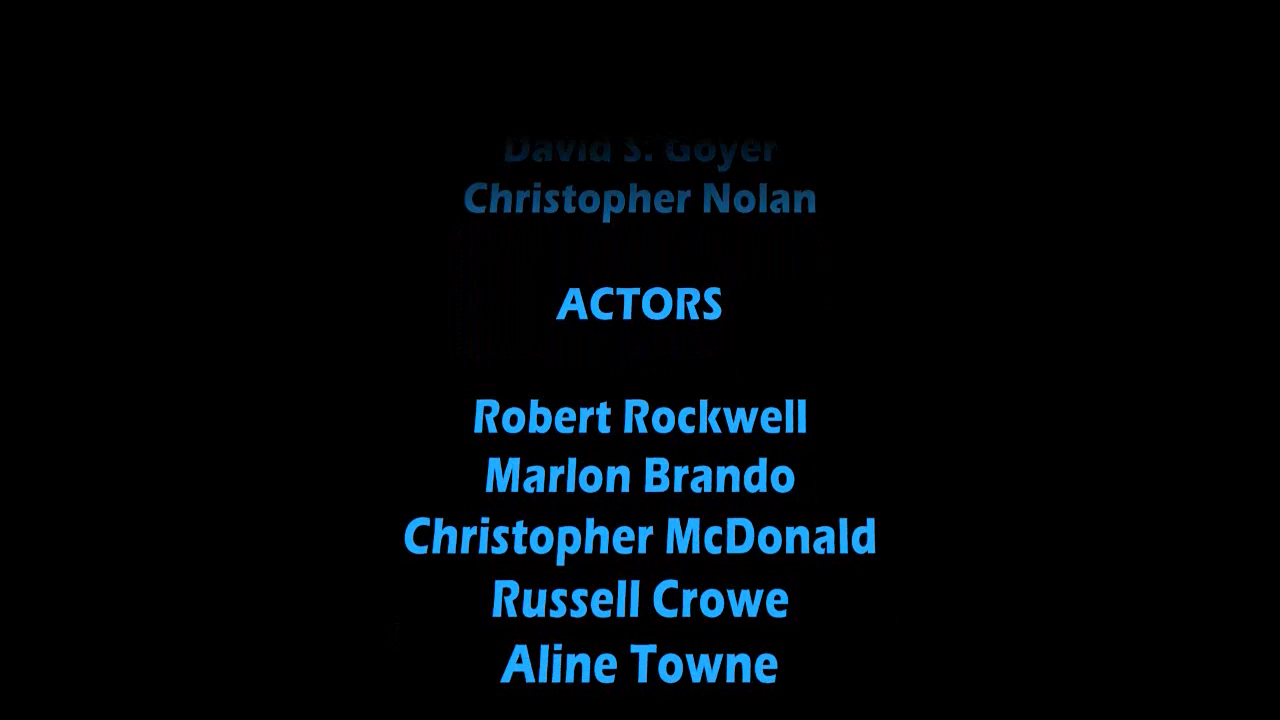 David S. Goyer
Christopher Nolan
ACTORS
Robert Rockwell
Marlon Brando
Christopher McDonald
Russell Crowe
Aline Towne